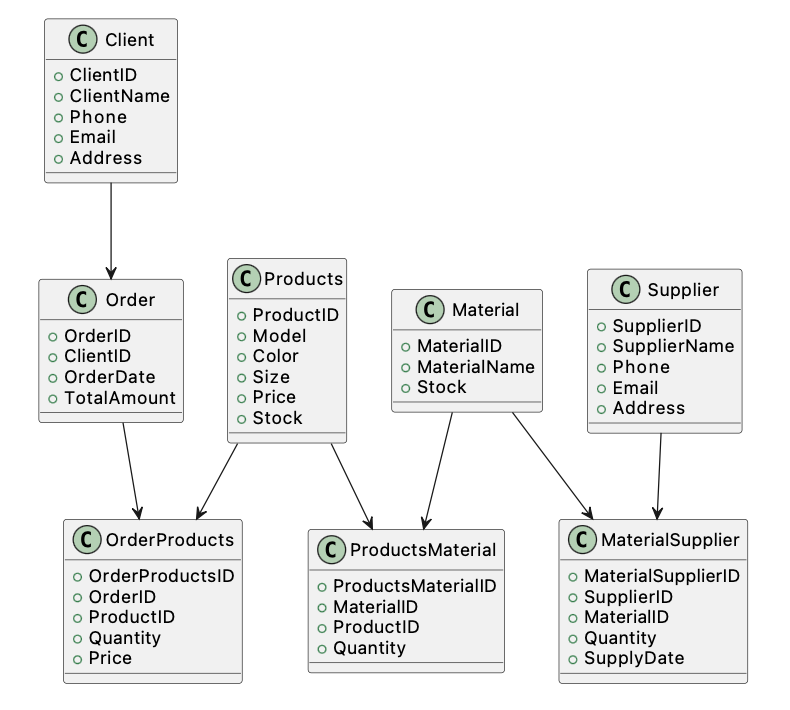 C Client
ClientID
ClientName
Phone
Email
Address
C Order
OrderID
ClientID
OrderDate
TotalAmount
C Products
ProductID
Model
Color
Size
Price
Stock
C Material
MaterialID
MaterialName
Stock
C Supplier
SupplierID
SupplierName
Phone
Email
Address
C OrderProducts
OrderProductsID
OrderID
ProductID
Quantity
Price
C ProductsMaterial
ProductsMaterialID
MaterialID
ProductID
Quantity
C MaterialSupplier
MaterialSupplierID
SupplierID
MaterialID
Quantity
SupplyDate